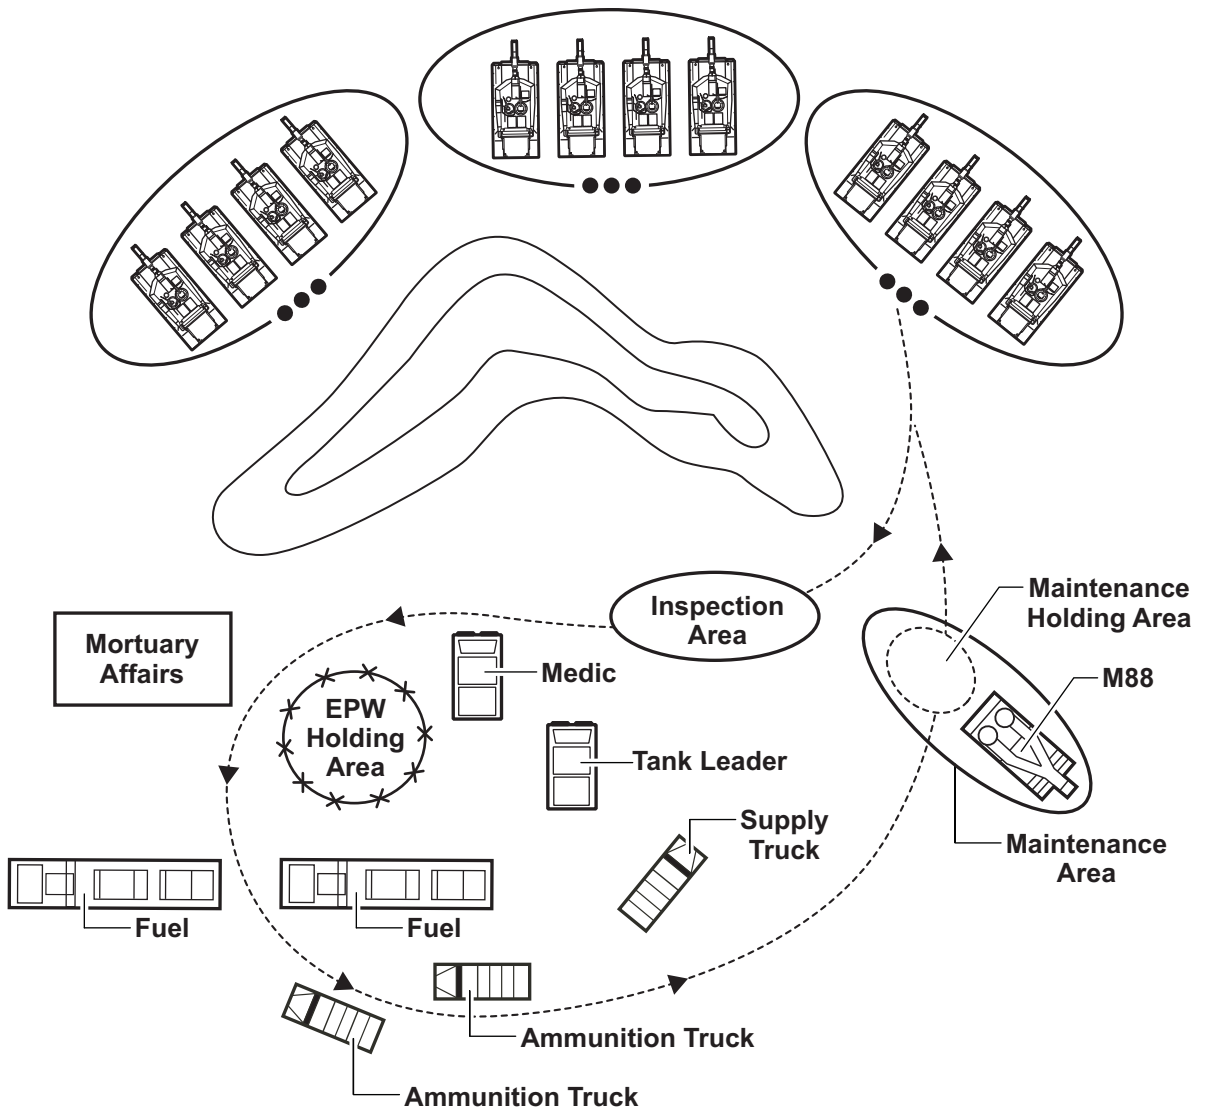 Inspection
Area
Maintenance
Holding Area
Mortuary
Affairs
Medic
M88
EPW
Holding
Area
Tank Leader
Supply
Truck
Maintenance
Area
Fuel
Fuel
Ammunition Truck
Ammunition Truck